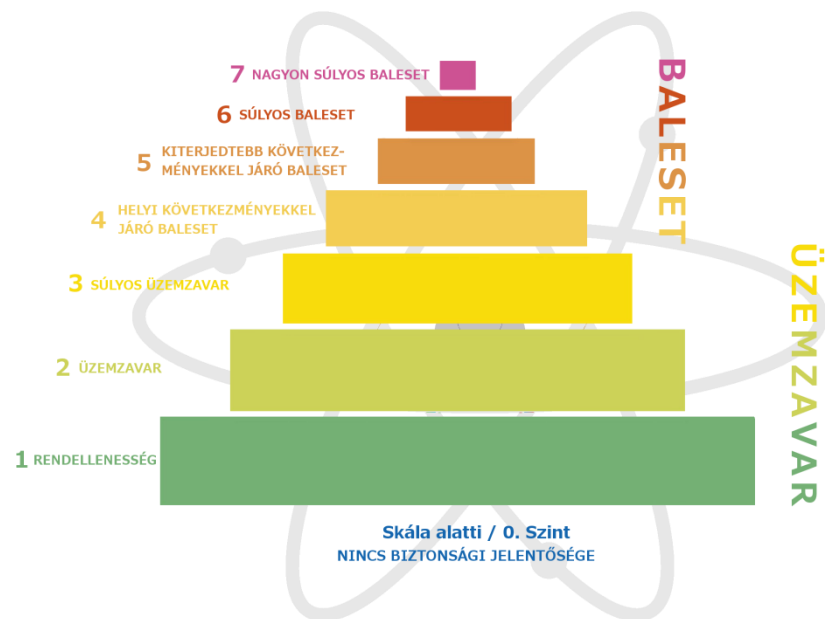 7 NAGYON SÚLYOS BALESET
6 SÚLYOS BALESET
5 KITERJEDTEBB KÖVETKEZ-
MÉNYEKKEL JÁRÓ BALESET
4 HELYI KÖVETKEZMÉNYEKKEL
JÁRÓ BALESET
3 SÚLYOS ÜZEMZAVAR
2 ÜZEMZAVAR
1 RENDELLENESSÉG
BALESET
ÜZEMZAVAR
Skála alatti / 0. Szint
NINCS BIZTONSÁGI JELENTŐSÉGE